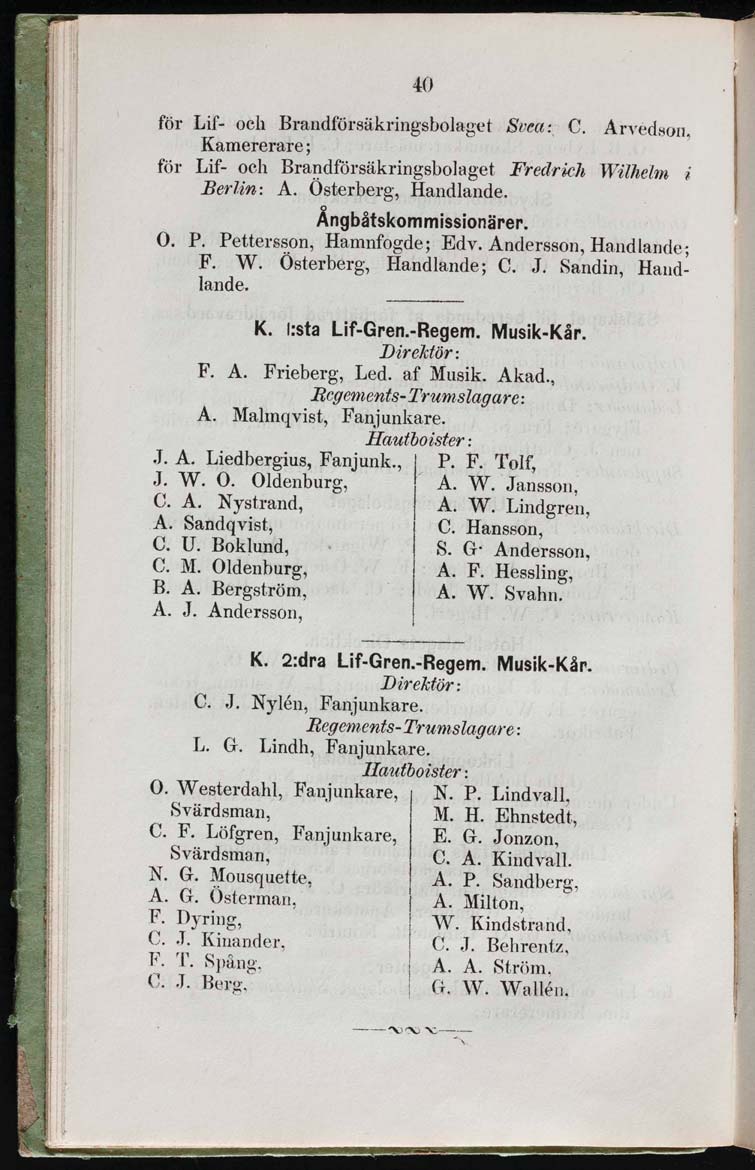 40
för Lif- och Brandförsäkringsbolaget Svea: C. Arvedson,
Kamererare;
för Lif- och Brandförsäkringsbolaget Fredrich Wilhelm i
Berlin: A. Österberg, Handlande.
Ångbåtskommissionärer.
O. P. Pettersson, Hamnfogde; Edv. Andersson, Handlande;
F. W. Österberg, Handlande; C. J. Sandin, Hand-
lande.
K. 1:sta Lif-Gren.-Regem. Musik-Kår.
Direktör:
F. A. Frieberg, Led. af Musik. Akad.,
Regements-Trumslagare:
A. Malmqvist, Fanjunkare.
Hautboister:
J. A. Liedbergius, Fanjunk.,
J. W. O. Oldenburg,
C. A. Nystrand,
A. Sandqvist,
C. U. Boklund,
C. M. Oldenburg,
B. A. Bergström,
A. J. Andersson,
P. F. Tolf,
A. W. Jansson,
A. W. Lindgren,
C. Hansson,
S. G. Andersson,
A. F. Hessling,
A. W. Svahn.
K. 2:dra Lif-Gren.-Regem. Musik-Kår.
Direktör:
C. J. Nylén, Fanjunkare.
Regements-Trumslagare:
L. G. Lindh, Fanjunkare.
Hautboister:
O. Westerdahl, Fanjunkare,
Svärdsman,
C. F. Löfgren, Fanjunkare,
Svärdsman,
N. G. Mousquette,
A. G. Österman,
F. Dyring,
C. J. Kinander,
F. T. Spång,
C. J. Berg,
N. P. Lindvall,
M. H. Ehnstedt,
E. G. Jonzon,
C. A. Kindvall.
A. P. Sandberg,
A. Milton,
W. Kindstrand,
C. J. Behrentz,
A. A. Ström,
G. W. Wallén.